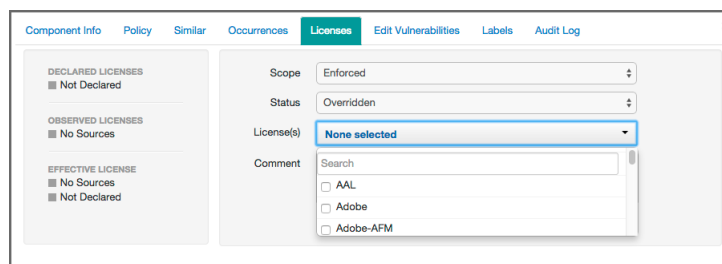 Component Info Policy Similar Occurrences Licenses Edit Vulnerabilities Labels Audit Log
DECLARED LICENSES
Not Declared
OBSERVED LICENSES
No Sources
EFFECTIVE LICENSE
No Sources
Not Declared
Scope Enforced
Status Overridden
License(s) None selected
Comment Search
AAL
Adobe
Adobe-AFM